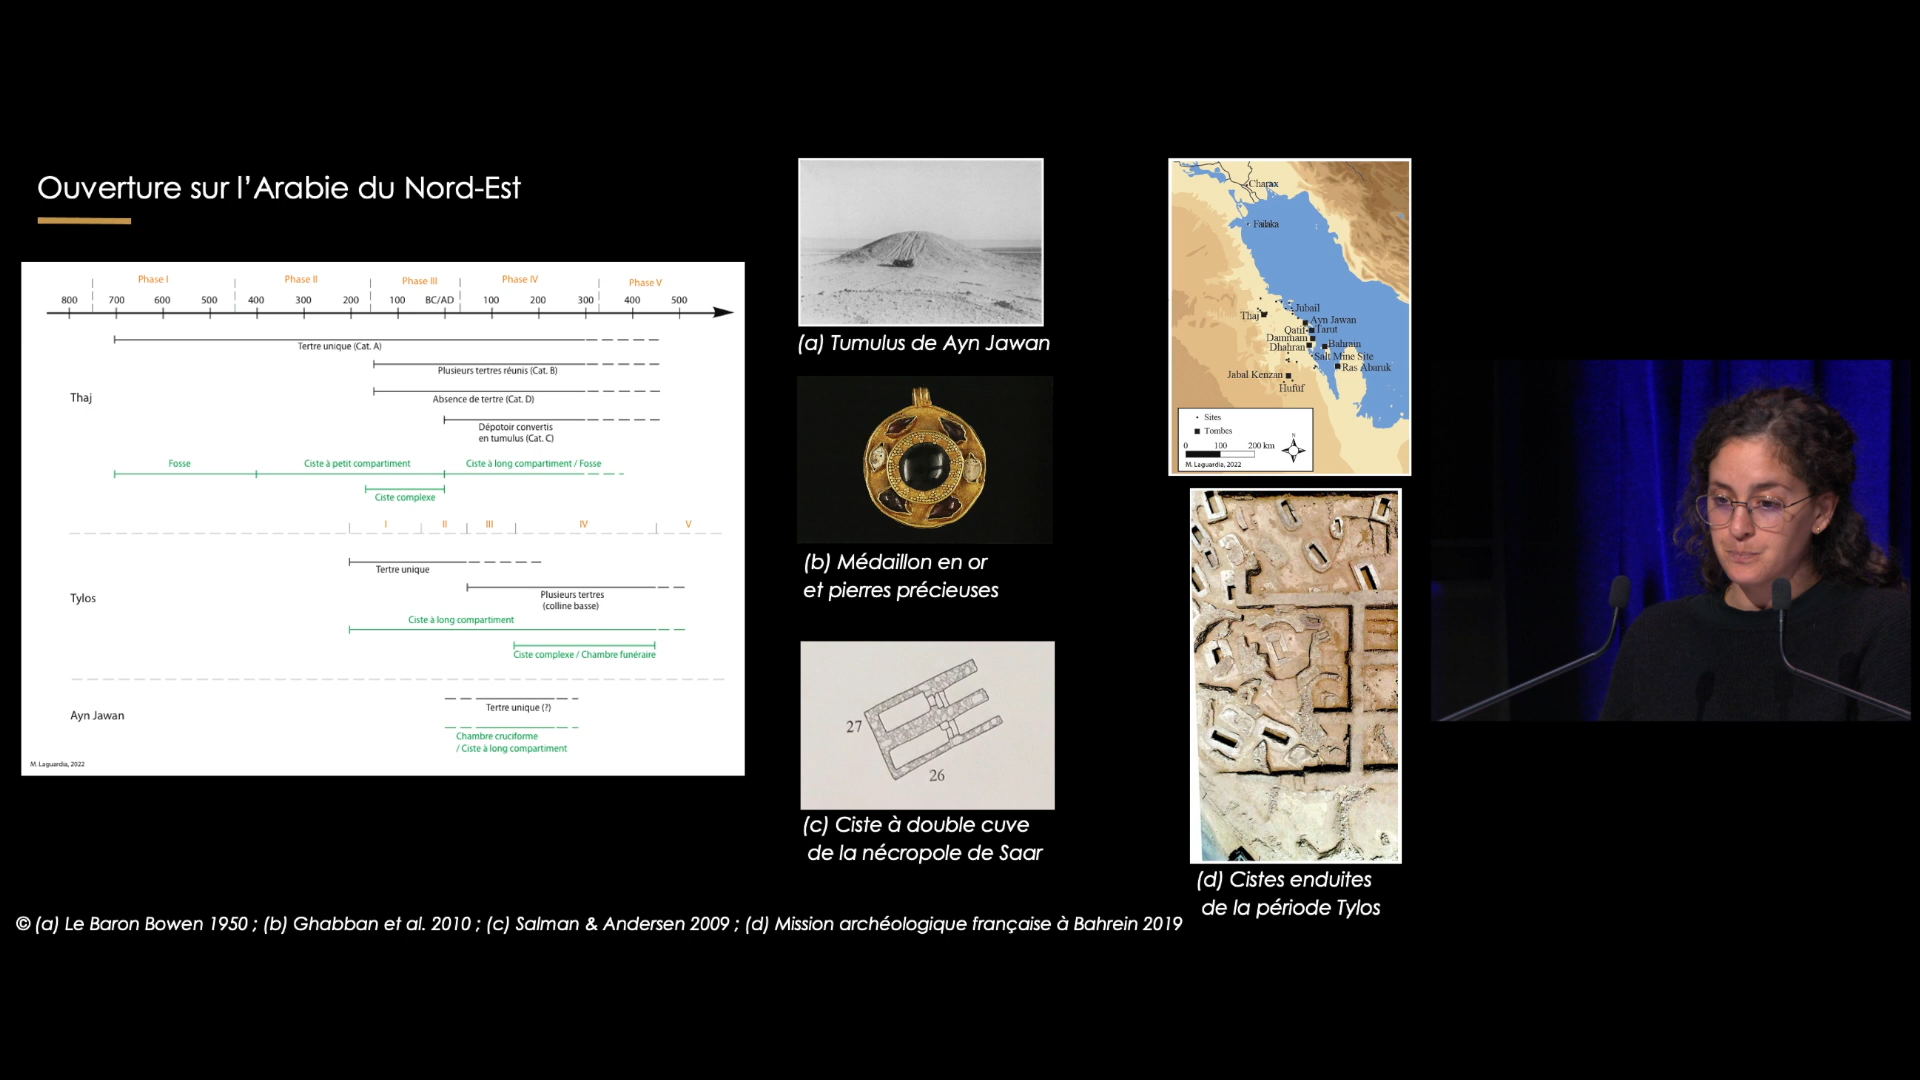 Ouverture sur l'Arabie du Nord-Est
Phase I
Phase II
Phase III
Phase IV
Phase V
800 700 600 500 400 300 200 100 BC/AD 100 200 300 400 500
Thaj
Tertre unique (Cat. A)
Plusieurs tertres réunis (Cat. B)
Absence de tertre (Cat. D)
Dépotoir convertis
en tumulus (Cat. C)
Fosse
Ciste à petit compartiment
Ciste à long compartiment / Fosse
Ciste complexe
I II III IV V
Tylos
Tertre unique
Plusieurs tertres
(colline basse)
Ciste à long compartiment
Ciste complexe / Chambre funéraire
Ayn Jawan
Tertre unique (?)
Chambre cruciforme
/ Ciste à long compartiment
M. Laguardia, 2022
(a) Tumulus de Ayn Jawan
(b) Médaillon en or
et pierres précieuses
27
26
(c) Ciste à double cuve
de la nécropole de Saar
Charax
Failaka
Jubail
Thaj
Ayn Jawan
Qatif
Tarut
Dammam
Dhahran
Bahrain
Salt Mine Site
Ras Abaruk
Jabal Kenzan
Hufuf
Sites
Tombes
N
0 100 200 km
M. Laguardia, 2022
(d) Cistes enduites
de la période Tylos
© (a) Le Baron Bowen 1950 ; (b) Ghabban et al. 2010 ; (c) Salman & Andersen 2009 ; (d) Mission archéologique française à Bahrein 2019